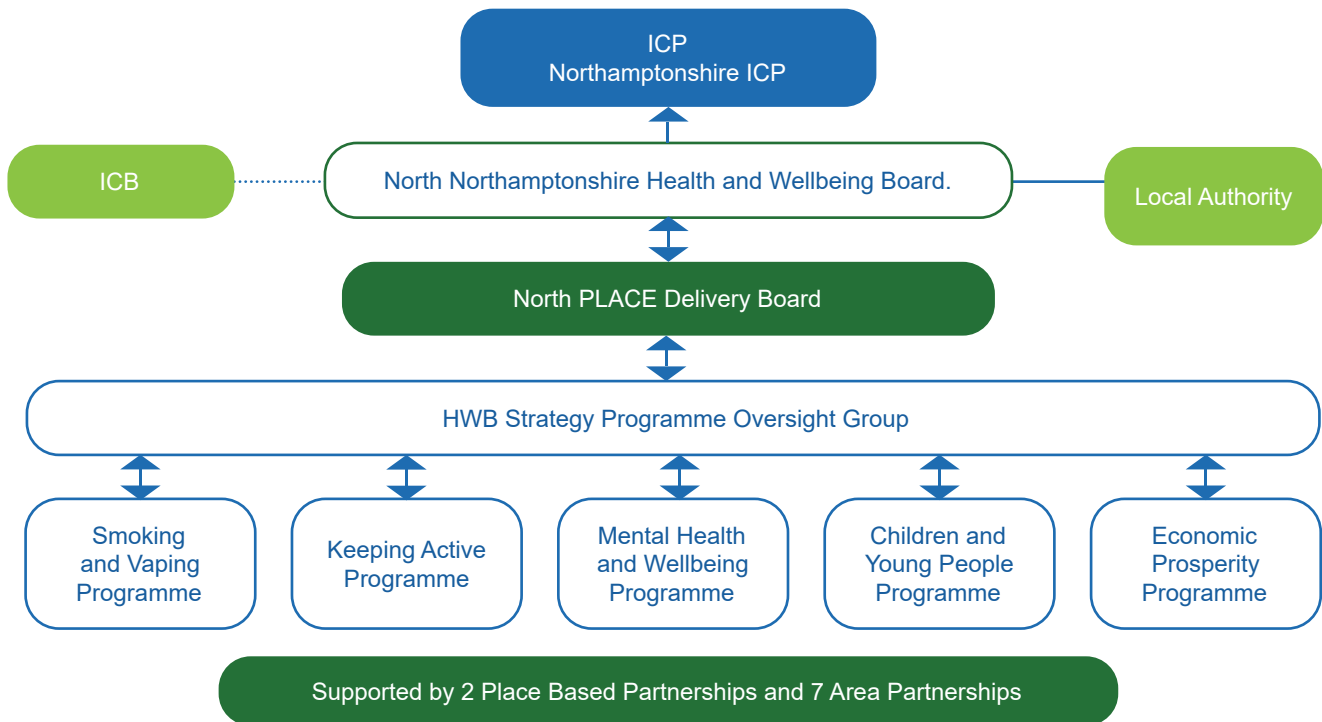 ICP
Northamptonshire ICP
ICB
North Northamptonshire Health and Wellbeing Board.
Local Authority
North PLACE Delivery Board
HWB Strategy Programme Oversight Group
Smoking
and Vaping
Programme
Keeping Active
Programme
Mental Health
and Wellbeing
Programme
Children and
Young People
Programme
Economic
Prosperity
Programme
Supported by 2 Place Based Partnerships and 7 Area Partnerships